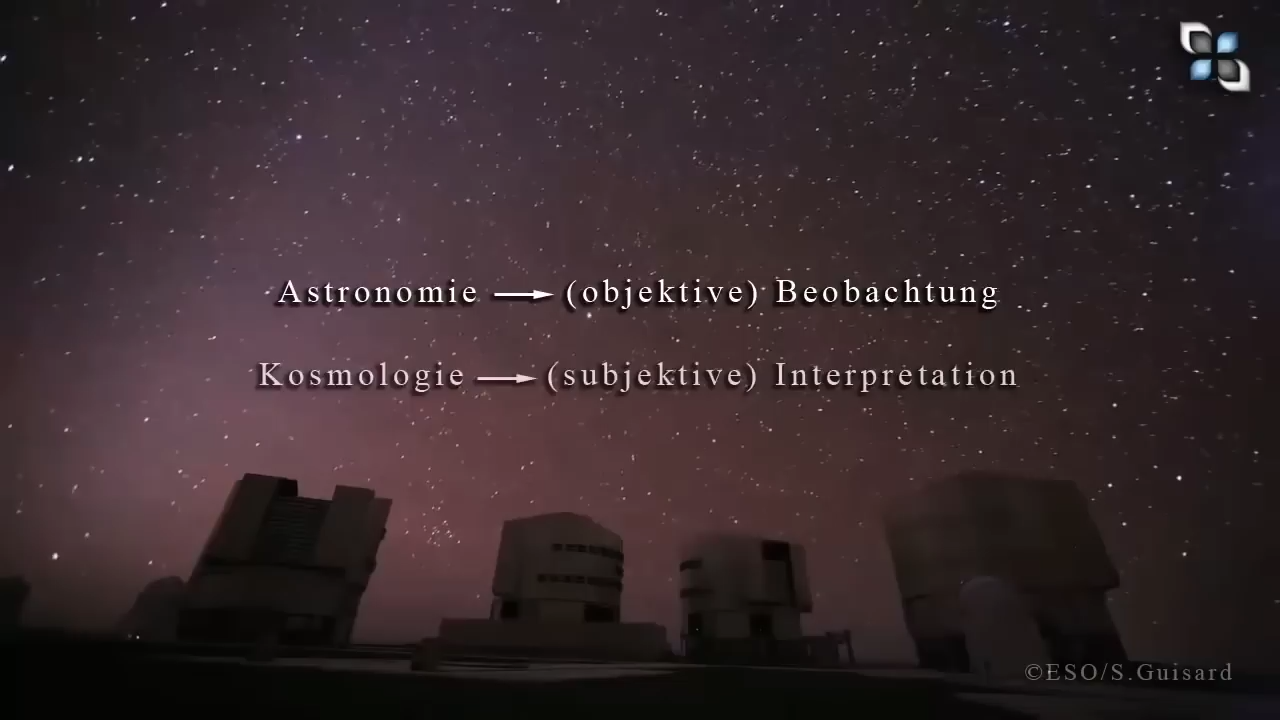 Astronomie → (objektive) Beobachtung
Kosmologie → (subjektive) Interpretation
©ESO/S.Guisard